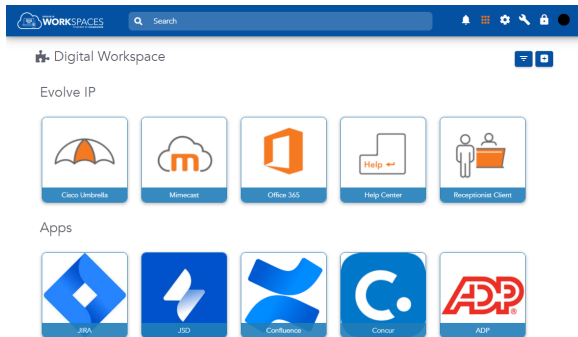 WORKSPACES
Search
Digital Workspace
Evolve IP
m
Help
Cisco Umbrella
Mimecast
Office 365
Help Center
Receptionist Client
Apps
C.
ADP
JIRA
JSD
Confluence
Concur
ADP